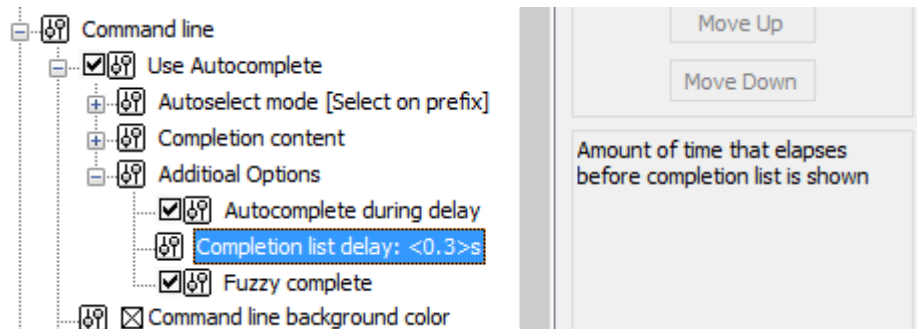 Command line
Use Autocomplete
Autoselect mode [Select on prefix]
Completion content
Additioal Options
Autocomplete during delay
Completion list delay: <0.3>s
Fuzzy complete
Command line background color
Move Up
Move Down
Amount of time that elapses
before completion list is shown